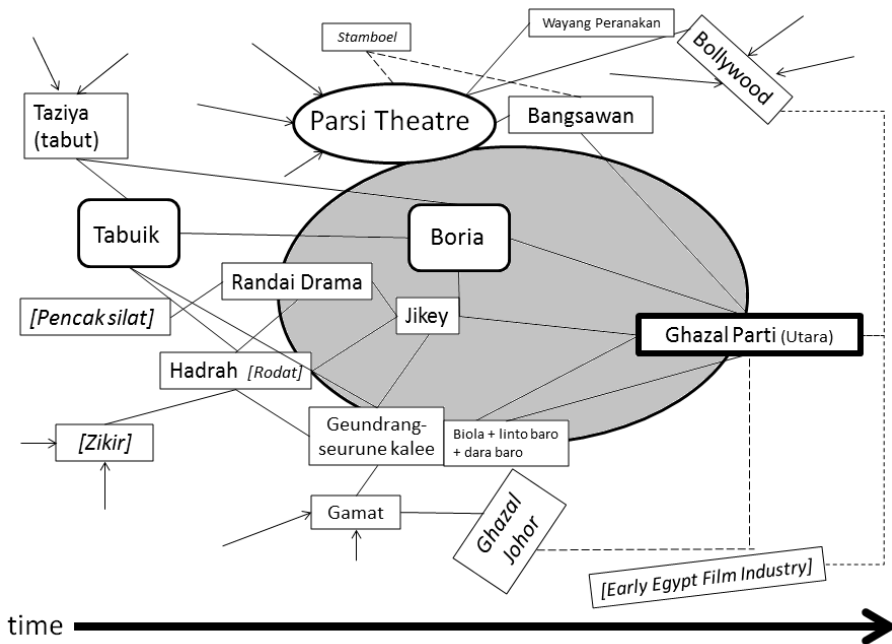 Stamboel
Wayang Peranakan
Bollywood
Taziya
(tabut)
Parsi Theatre
Bangsawan
Tabuik
Boria
Randai Drama
[Pencak silat]
Jikey
Ghazal Parti (Utara)
Hadrah [Rodat]
Geundrang-
seurune kalee
Biola + linto baro
+ dara baro
[Zikir]
Gamat
Ghazal
Johor
[Early Egypt Film Industry]
time